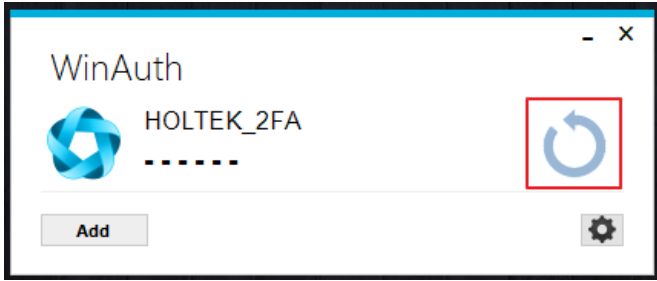 WinAuth
HOLTEK_2FA
- - - - - -
Add